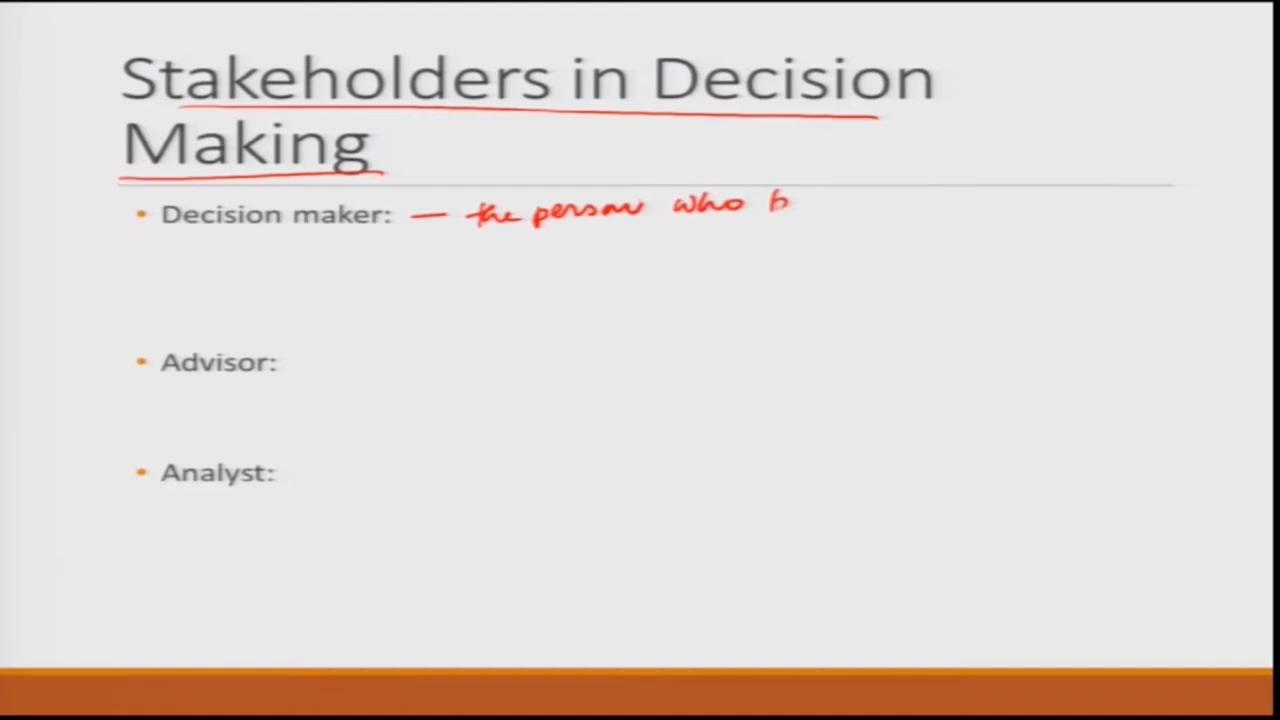 Stakeholders in Decision
Making
• Decision maker: — the person who
• Advisor:
• Analyst: